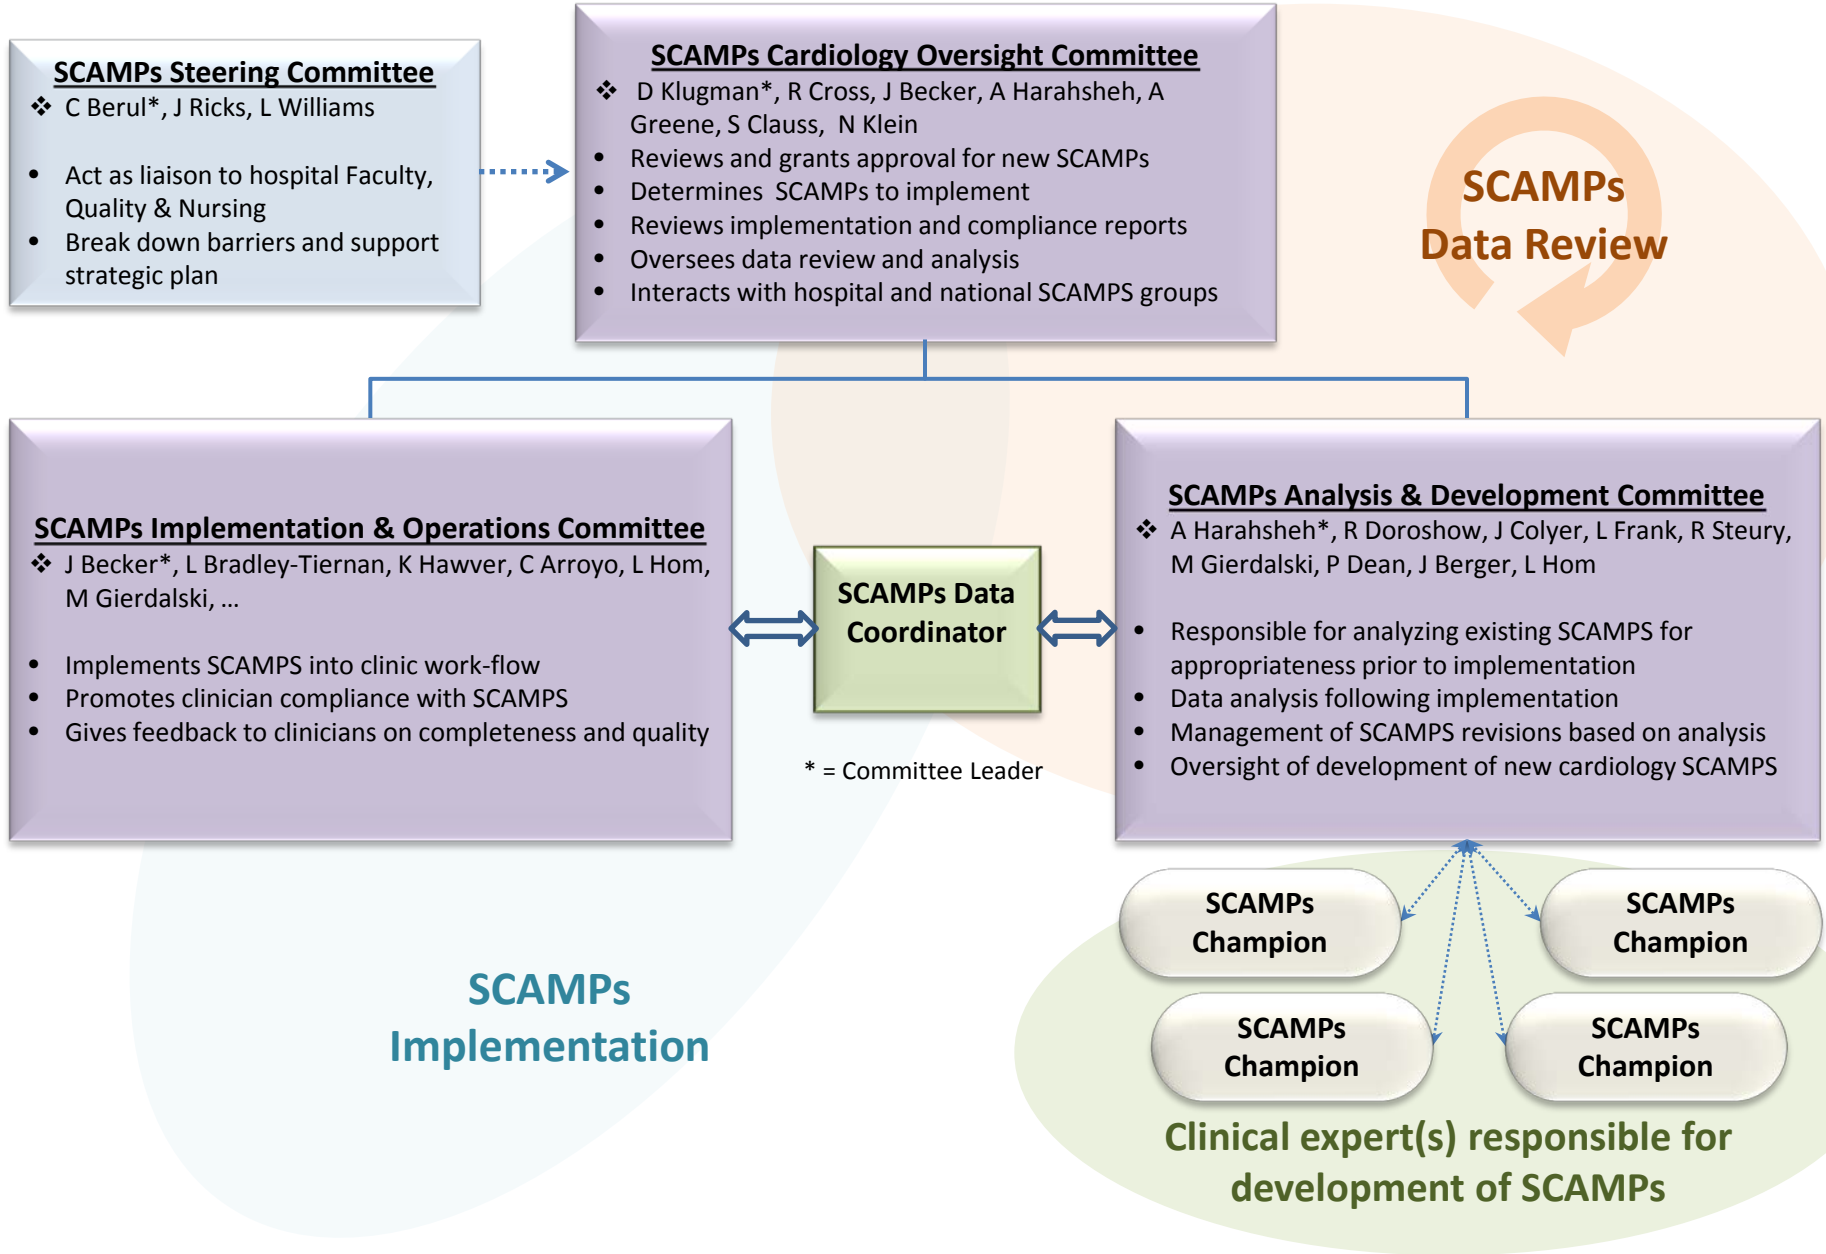 SCAMPs Steering Committee
❖ C Berul*, J Ricks, L Williams
• Act as liaison to hospital Faculty,
Quality & Nursing
• Break down barriers and support
strategic plan
SCAMPs Cardiology Oversight Committee
❖ D Klugman*, R Cross, J Becker, A Harahsheh, A
Greene, S Clauss, N Klein
• Reviews and grants approval for new SCAMPs
• Determines SCAMPs to implement
• Reviews implementation and compliance reports
• Oversees data review and analysis
• Interacts with hospital and national SCAMPS groups
SCAMPs
Data Review
SCAMPs Implementation & Operations Committee
❖ J Becker*, L Bradley-Tiernan, K Hawver, C Arroyo, L Hom,
M Gierdalski, ...
• Implements SCAMPS into clinic work-flow
• Promotes clinician compliance with SCAMPS
• Gives feedback to clinicians on completeness and quality
SCAMPs Data
Coordinator
* = Committee Leader
SCAMPs Analysis & Development Committee
❖ A Harahsheh*, R Doroshow, J Colyer, L Frank, R Steury,
M Gierdalski, P Dean, J Berger, L Hom
• Responsible for analyzing existing SCAMPS for
appropriateness prior to implementation
• Data analysis following implementation
• Management of SCAMPS revisions based on analysis
• Oversight of development of new cardiology SCAMPS
SCAMPs
Champion
SCAMPs
Champion
SCAMPs
Champion
SCAMPs
Champion
SCAMPs
Implementation
Clinical expert(s) responsible for
development of SCAMPs